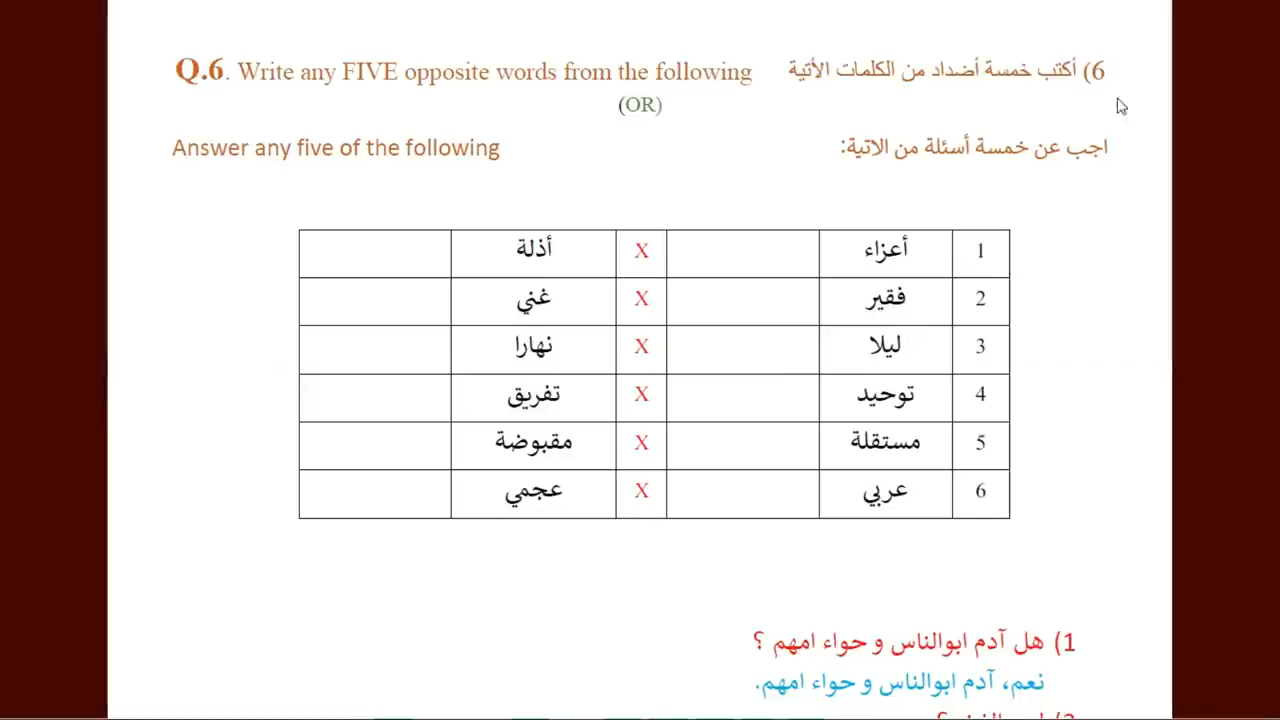 Q.6. Write any FIVE opposite words from the following
6) أكتب خمسة أضداد من الكلمات الأتية
(OR)
Answer any five of the following
اجب عن خمسة أسئلة من الاتية:
1 أعزاء X أذلة
2 فقير X غني
3 ليلا X نهارا
4 توحيد X تفريق
5 مستقلة X مقبوضة
6 عربي X عجمي
1) هل آدم ابوالناس و حواء امهم ؟
نعم، آدم ابوالناس و حواء امهم.